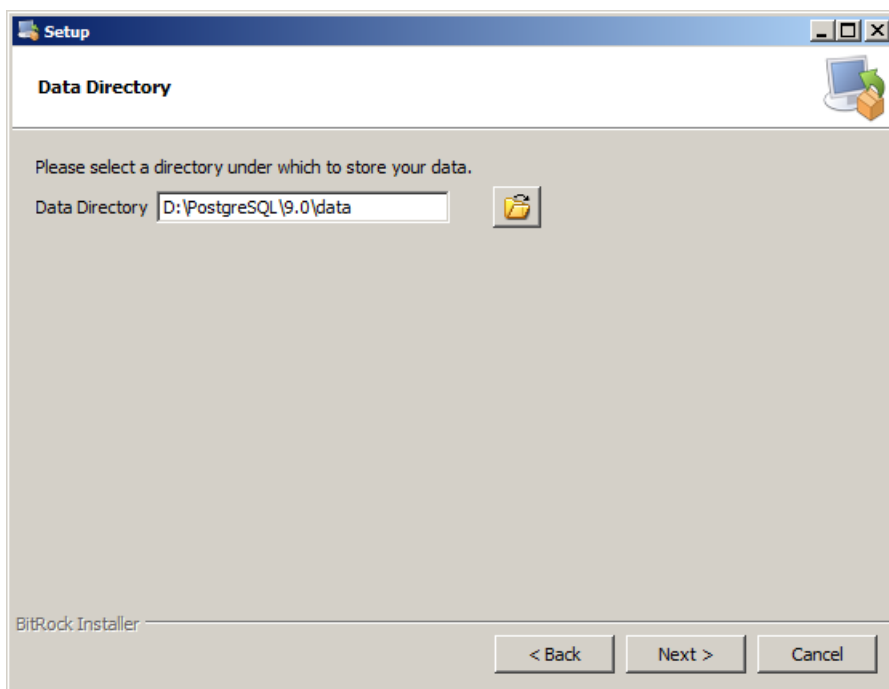 Setup
Data Directory
Please select a directory under which to store your data.
Data Directory D:\PostgreSQL\9.0\data
BitRock Installer
< Back Next > Cancel